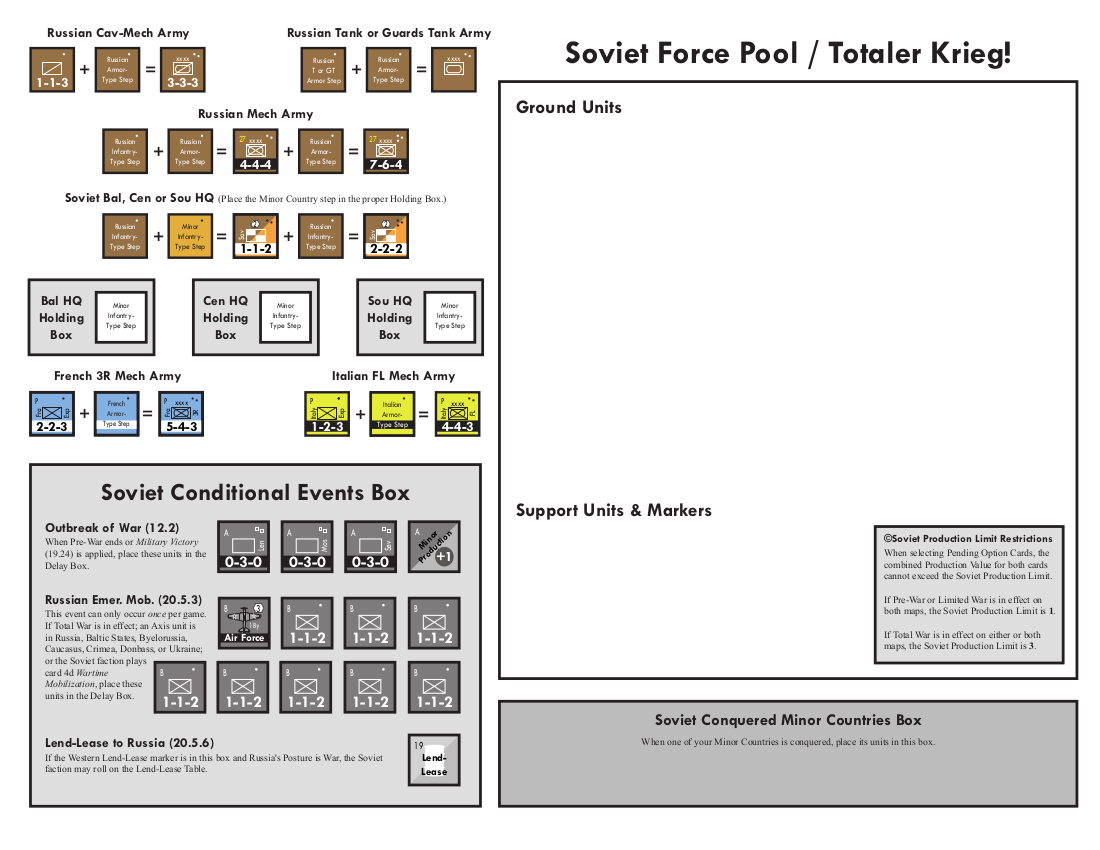 Russian Cav-Mech Army
1-1-3
+
Russian
Armor-
Type Step
=
xxxx
3-3-3
Russian Tank or Guards Tank Army
Russian
T or GT
Armor Step
+
Russian
Armor-
Type Step
=
xxxx
Russian Mech Army
Russian
Infantry-
Type Step
+
Russian
Armor-
Type Step
=
27 xxxx
4-4-4
+
Russian
Armor-
Type Step
=
27 xxxx
7-6-4
Soviet Bal, Cen or Sou HQ (Place the Minor Country step in the proper Holding Box.)
Russian
Infantry-
Type Step
+
Minor
Infantry-
Type Step
=
Sov
1-1-2
+
Russian
Infantry-
Type Step
=
Sov
2-2-2
Bal HQ
Holding
Box
Minor
Infantry-
Type Step
Cen HQ
Holding
Box
Minor
Infantry-
Type Step
Sou HQ
Holding
Box
Minor
Infantry-
Type Step
French 3R Mech Army
P
Fra
Exp
2-2-3
+
French
Armor-
Type Step
=
P
xxxx
Fra
5-4-3
Italian FL Mech Army
P
Italy
Exp
1-2-3
+
Italian
Armor-
Type Step
=
P
xxxx
Italy
FL
4-4-3
Soviet Conditional Events Box
Outbreak of War (12.2)
When Pre-War ends or Military Victory
(19.24) is applied, place these units in the
Delay Box.
A
Len
0-3-0
A
Mos
0-3-0
A
Sev
0-3-0
A
Minor
Production
+1
Russian Emer. Mob. (20.5.3)
This event can only occur once per game.
If Total War is in effect; an Axis unit is
in Russia, Baltic States, Byelorussia,
Caucasus, Crimea, Donbass, or Ukraine;
or the Soviet faction plays
card 4d Wartime
Mobilization, place these
units in the Delay Box.
B
3
1 By
Air Force
B
1-1-2
B
1-1-2
B
1-1-2
B
1-1-2
B
1-1-2
B
1-1-2
B
1-1-2
B
1-1-2
Lend-Lease to Russia (20.5.6)
If the Western Lend-Lease marker is in this box and Russia's Posture is War, the Soviet
faction may roll on the Lend-Lease Table.
19
Lend-
Lease
Soviet Force Pool / Totaler Krieg!
Ground Units
Support Units & Markers
©Soviet Production Limit Restrictions
When selecting Pending Option Cards, the
combined Production Value for both cards
cannot exceed the Soviet Production Limit.
If Pre-War or Limited War is in effect on
both maps, the Soviet Production Limit is 1.
If Total War is in effect on either or both
maps, the Soviet Production Limit is 3.
Soviet Conquered Minor Countries Box
When one of your Minor Countries is conquered, place its units in this box.